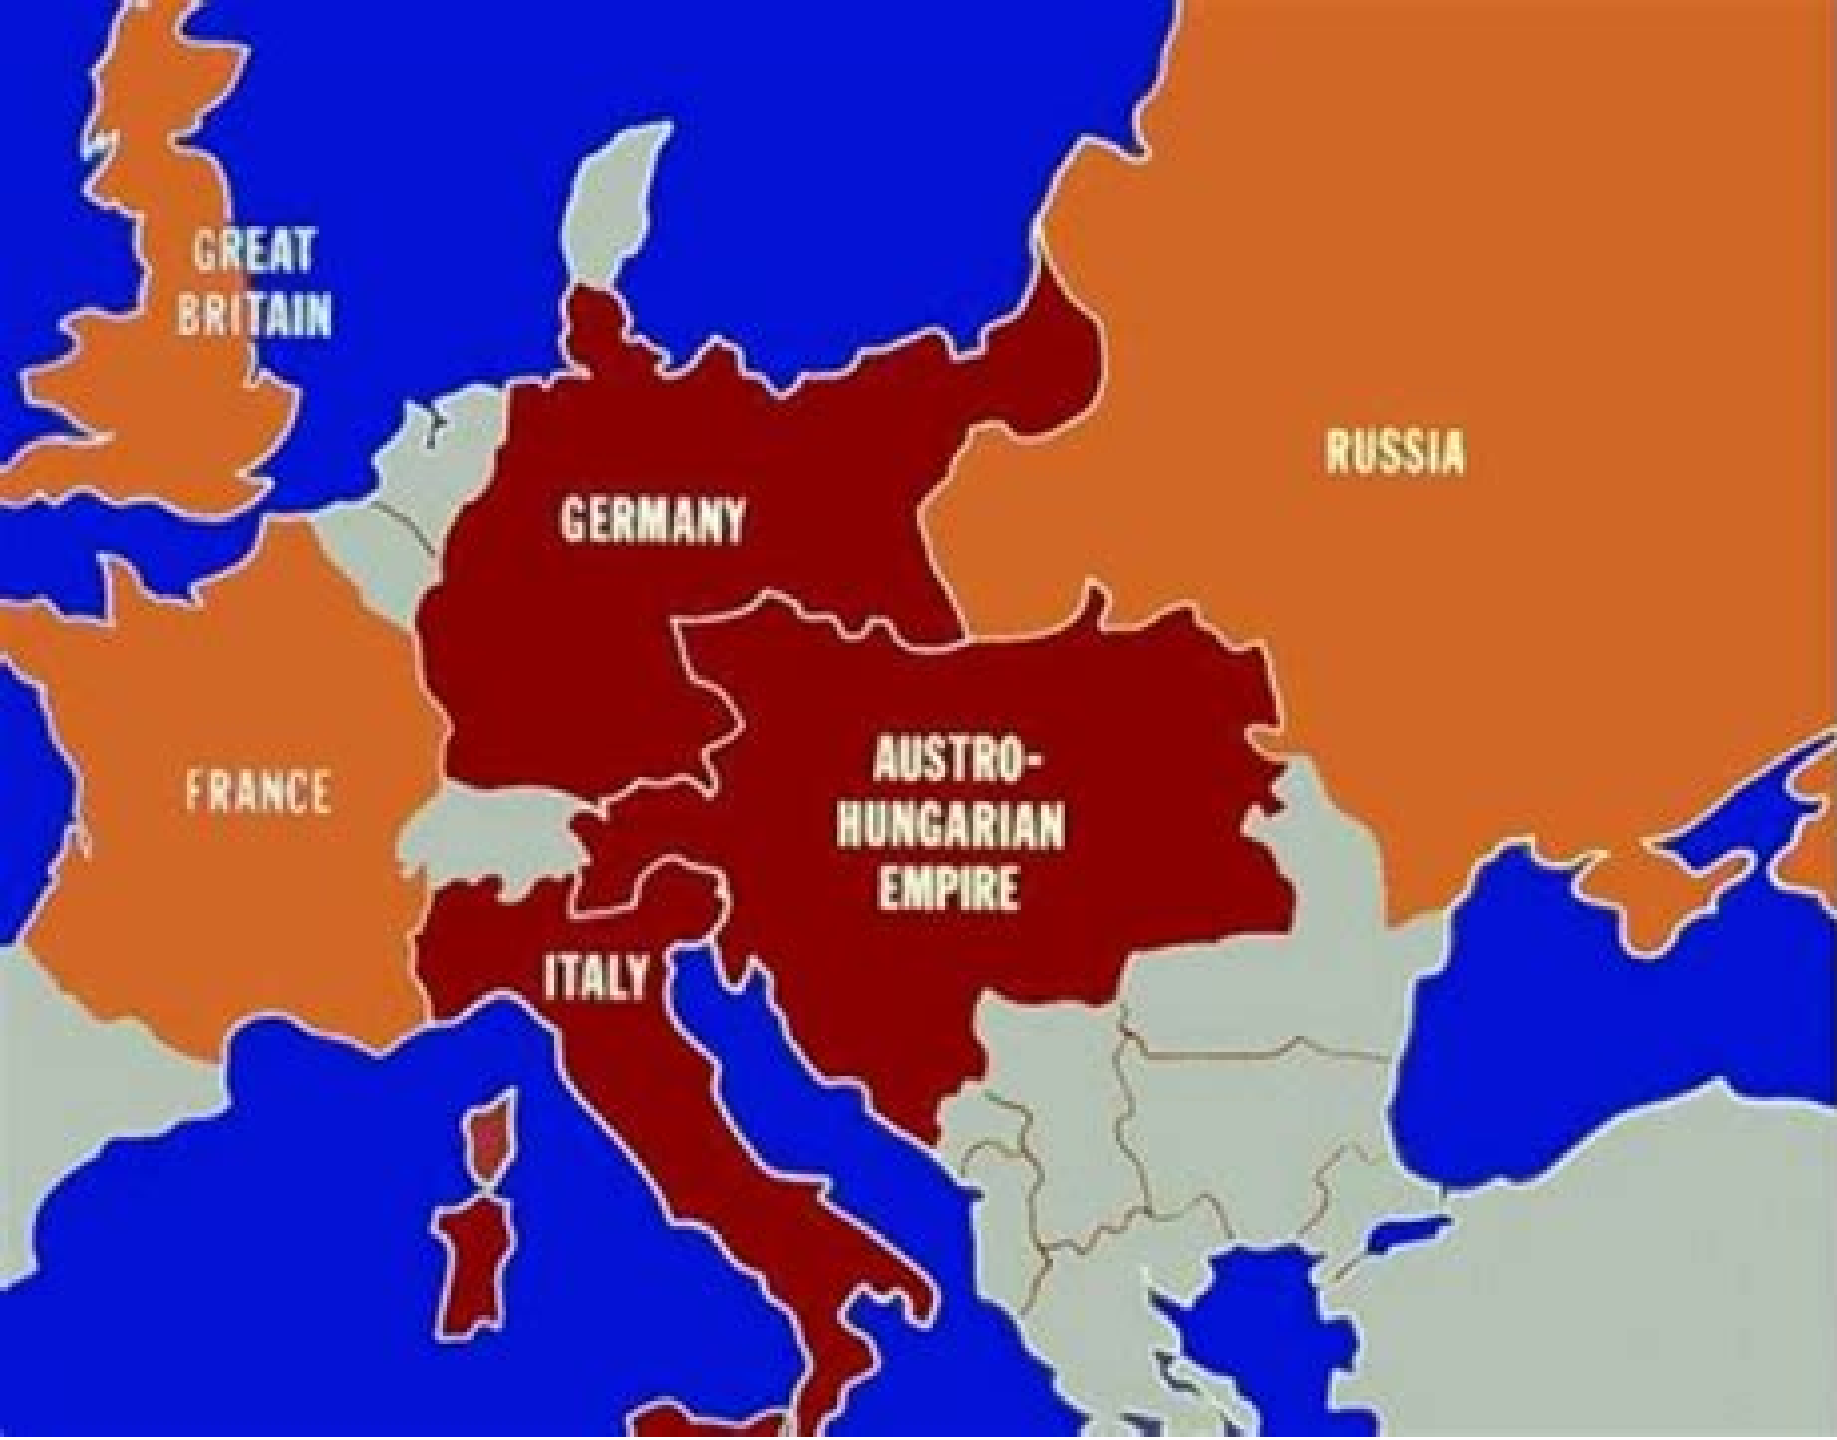 GREAT
BRITAIN
RUSSIA
GERMANY
FRANCE
AUSTRO-
HUNGARIAN
EMPIRE
ITALY